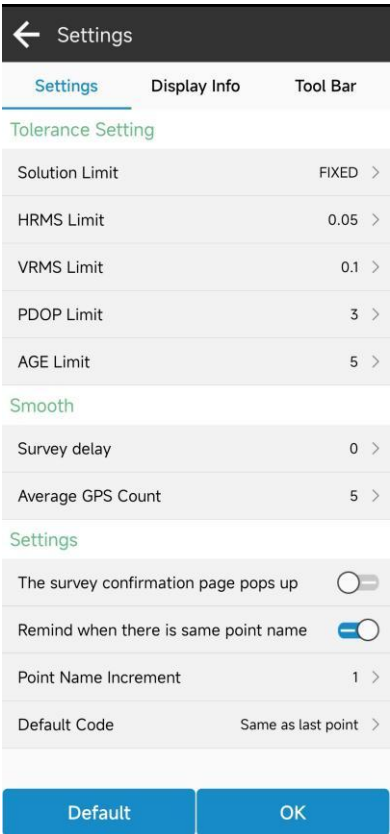 Settings
Settings Display Info Tool Bar
Tolerance Setting
Solution Limit FIXED
HRMS Limit 0.05
VRMS Limit 0.1
PDOP Limit 3
AGE Limit 5
Smooth
Survey delay 0
Average GPS Count 5
Settings
The survey confirmation page pops up
Remind when there is same point name
Point Name Increment 1
Default Code Same as last point
Default OK